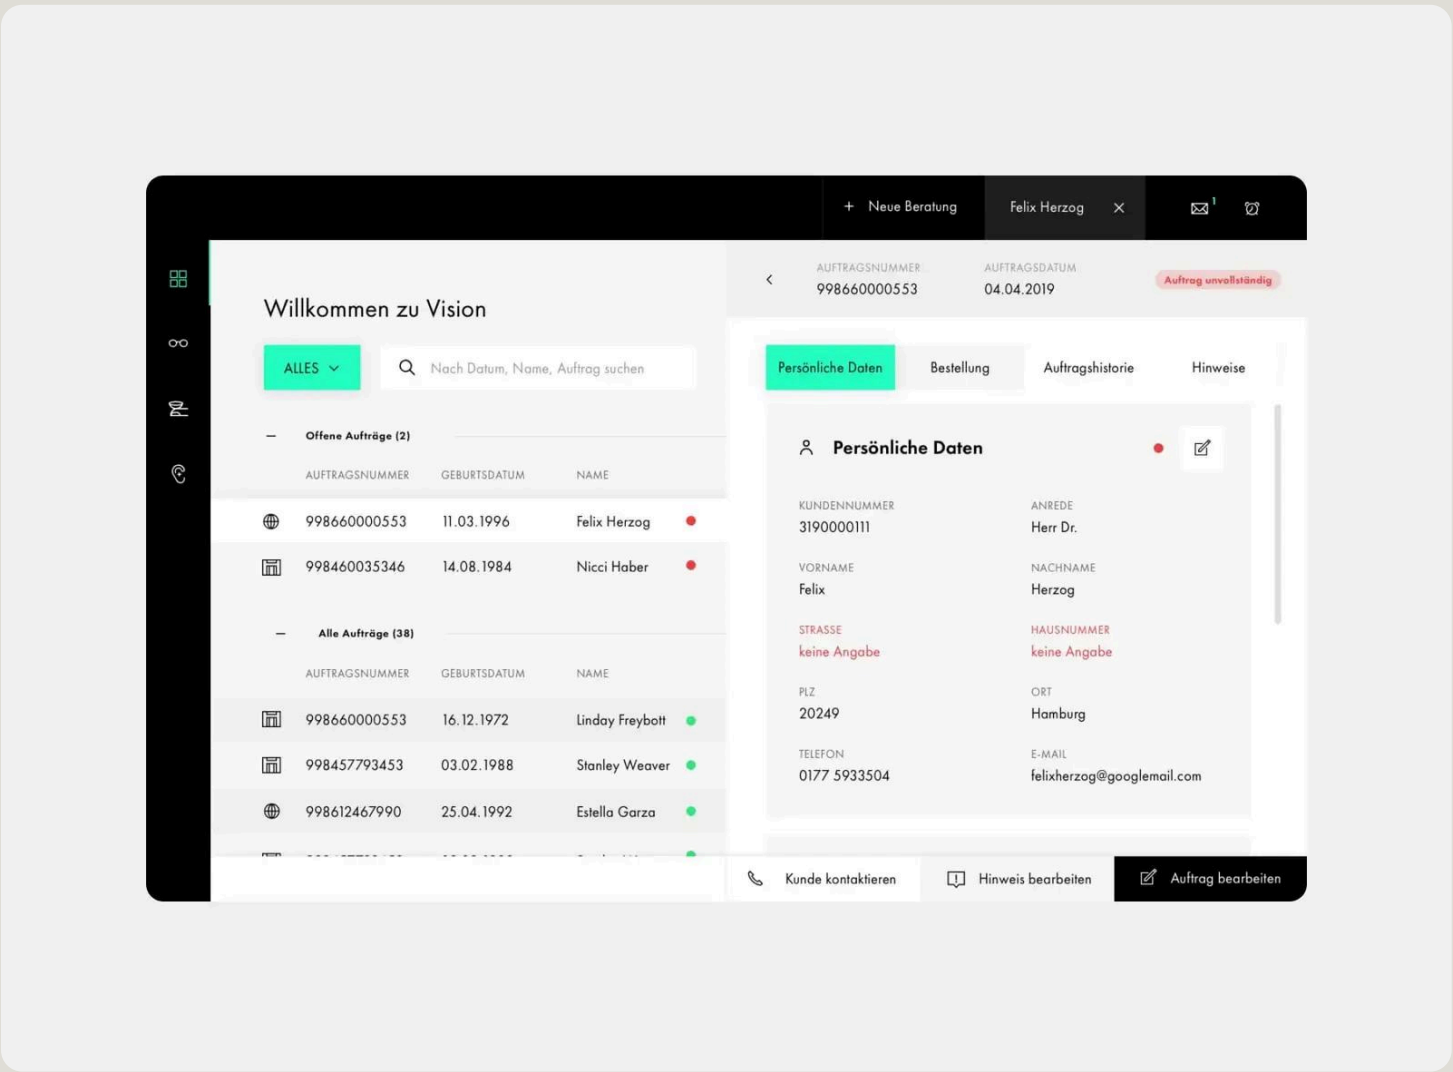 + Neue Beratung
Felix Herzog ×
1
Willkommen zu Vision
ALLES
Nach Datum, Name, Auftrag suchen
Offene Aufträge (2)
AUFTRAGSNUMMER GEBURTSDATUM NAME
998660000553 11.03.1996 Felix Herzog
998460035346 14.08.1984 Nicci Haber
Alle Aufträge (38)
AUFTRAGSNUMMER GEBURTSDATUM NAME
998660000553 16.12.1972 Linday Freybott
998457793453 03.02.1988 Stanley Weaver
998612467990 25.04.1992 Estella Garza
AUFTRAGSNUMMER AUFTRAGSDATUM
998660000553 04.04.2019
Auftrag unvollständig
Persönliche Daten Bestellung Auftragshistorie Hinweise
Persönliche Daten
KUNDENNUMMER ANREDE
3190000111 Herr Dr.
VORNAME NACHNAME
Felix Herzog
STRASSE HAUSNUMMER
keine Angabe keine Angabe
PLZ ORT
20249 Hamburg
TELEFON E-MAIL
0177 5933504 felixherzog@googlemail.com
Kunde kontaktieren Hinweis bearbeiten Auftrag bearbeiten